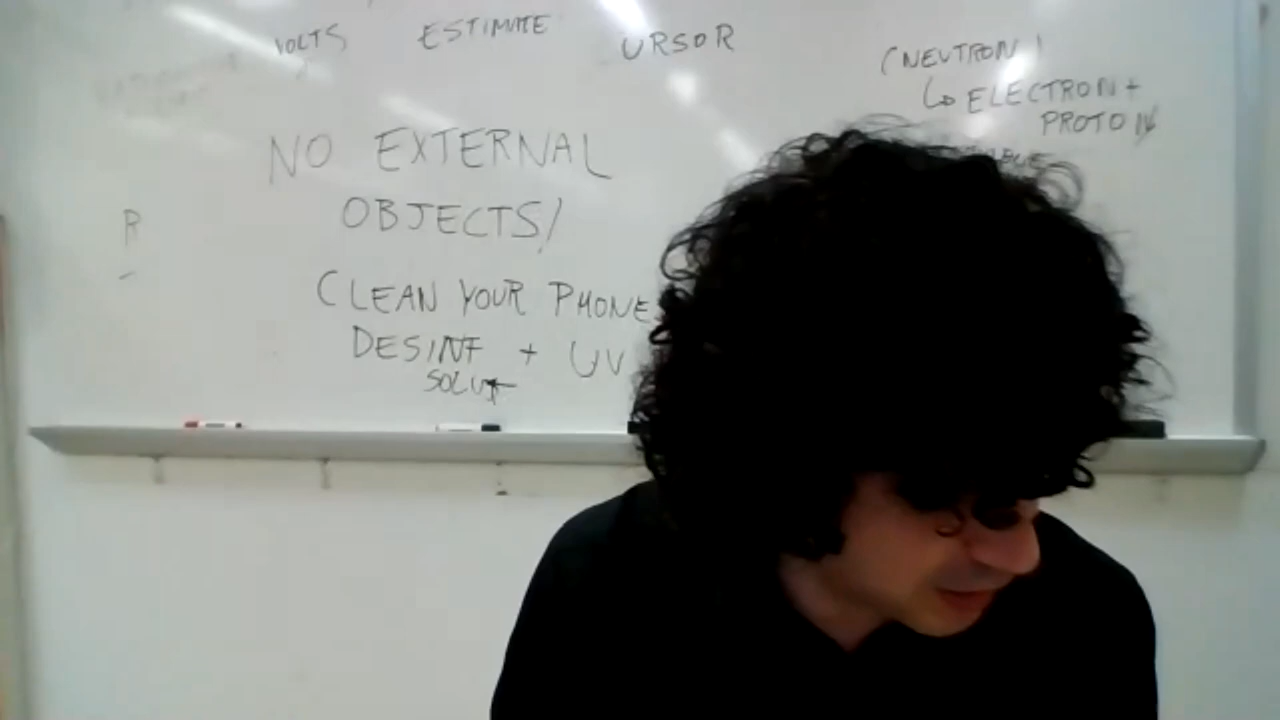 VOLTS
ESTIMATE
URSOR
(NEUTRON)
↳ ELECTRON +
PROTON
NO EXTERNAL
OBJECTS!
R
CLEAN YOUR PHONE
DESINF + UV
SOLUT